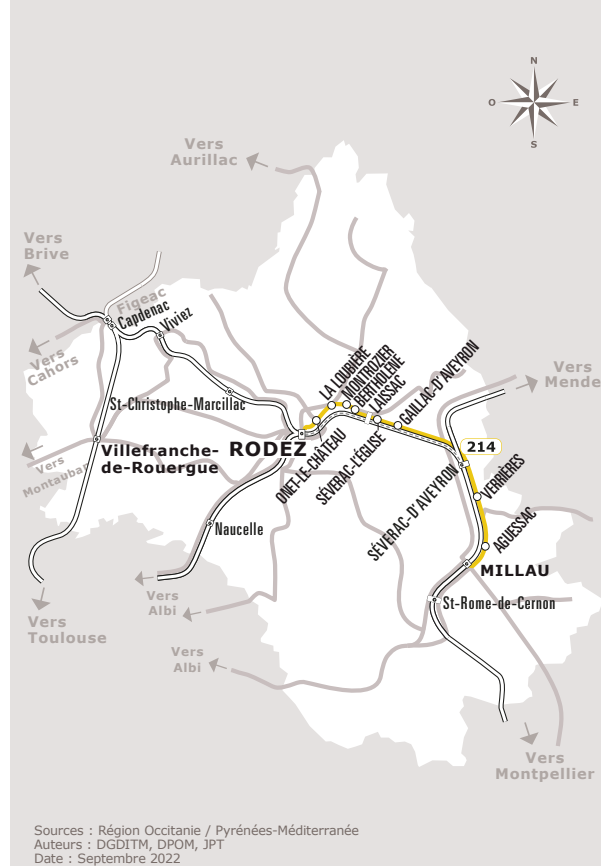 N
O
E
S
Vers
Aurillac
Vers
Brive
Figeac
Capdenac
Viviez
Vers
Cahors
LA LOUBIÈRE
MONTROZIER
BERTHOLÈNE
LAISSAC
GAILLAC-D'AVEYRON
Vers
Mende
St-Christophe-Marcillac
Villefranche-
de-Rouergue
RODEZ
ONET-LE-CHÂTEAU
SÉVERAC-L'ÉGLISE
SÉVERAC-D'AVEYRON
214
VERRIÈRES
Vers
Montauban
AGUESSAC
Naucelle
MILLAU
Vers
Albi
St-Rome-de-Cernon
Vers
Toulouse
Vers
Albi
Vers
Montpellier
Sources : Région Occitanie / Pyrénées-Méditerranée
Auteurs : DGDITM, DPOM, JPT
Date : Septembre 2022